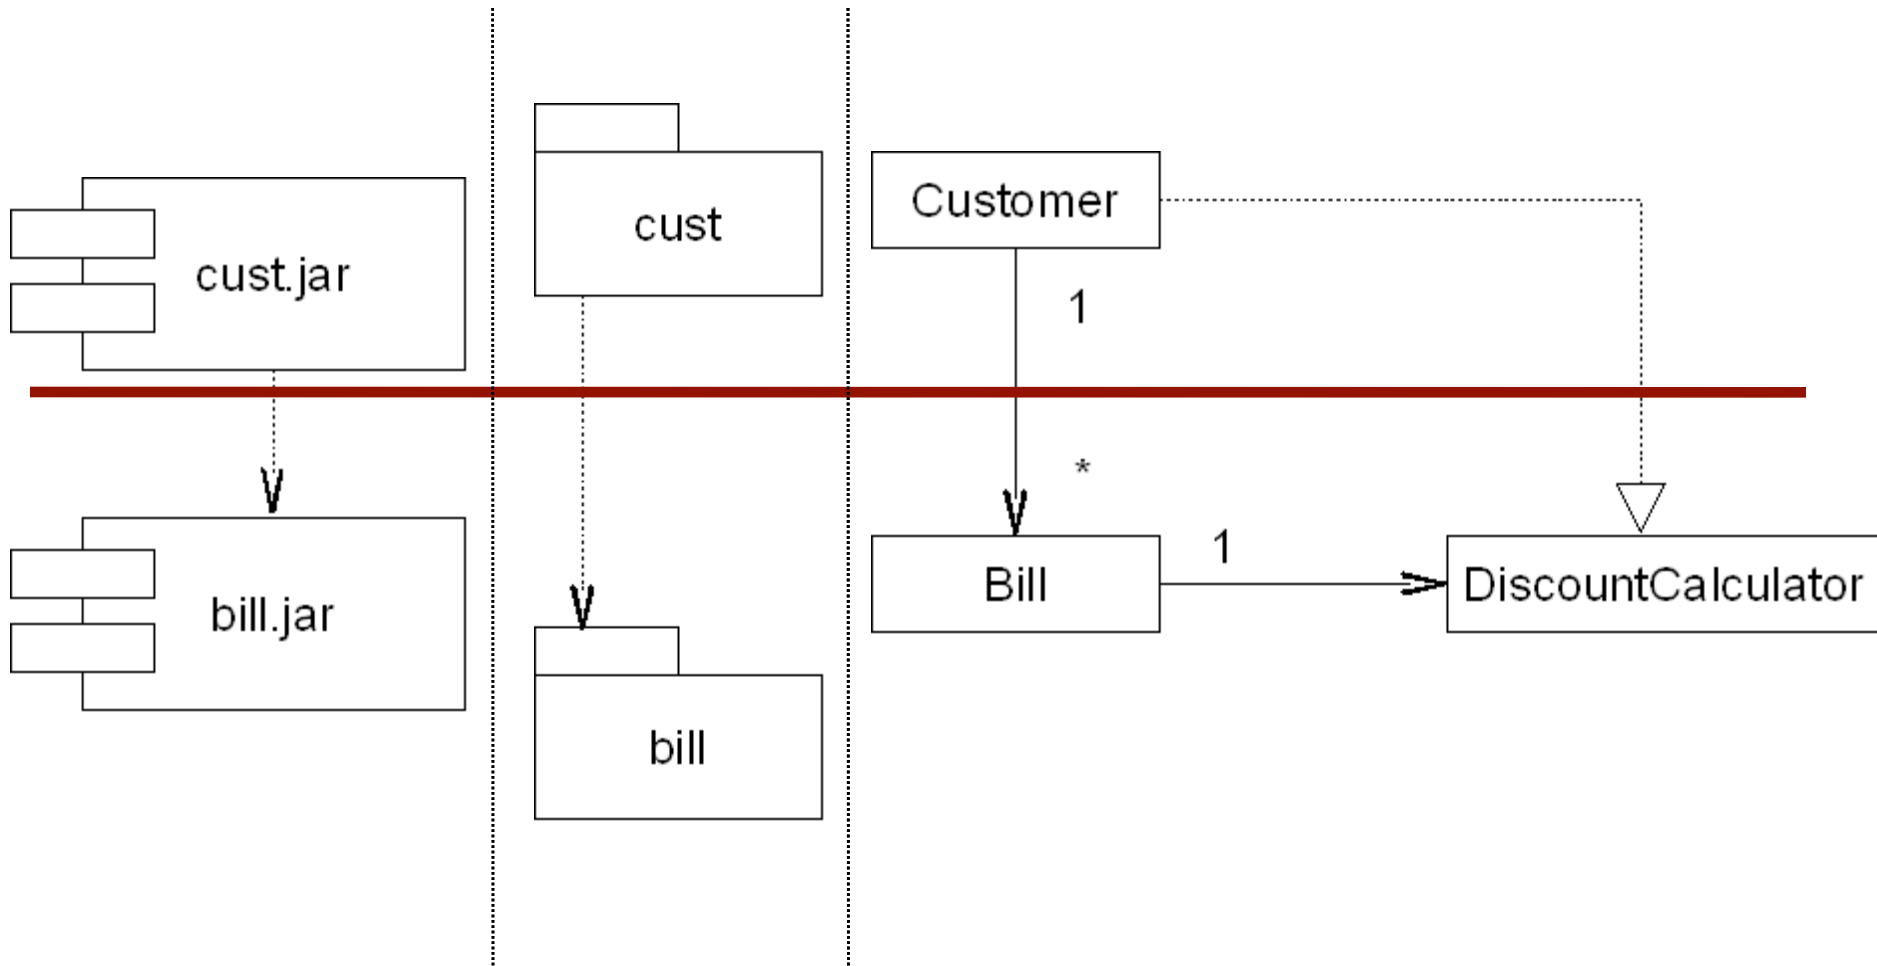 cust.jar
bill.jar
cust
bill
Customer
1
*
Bill
1
DiscountCalculator